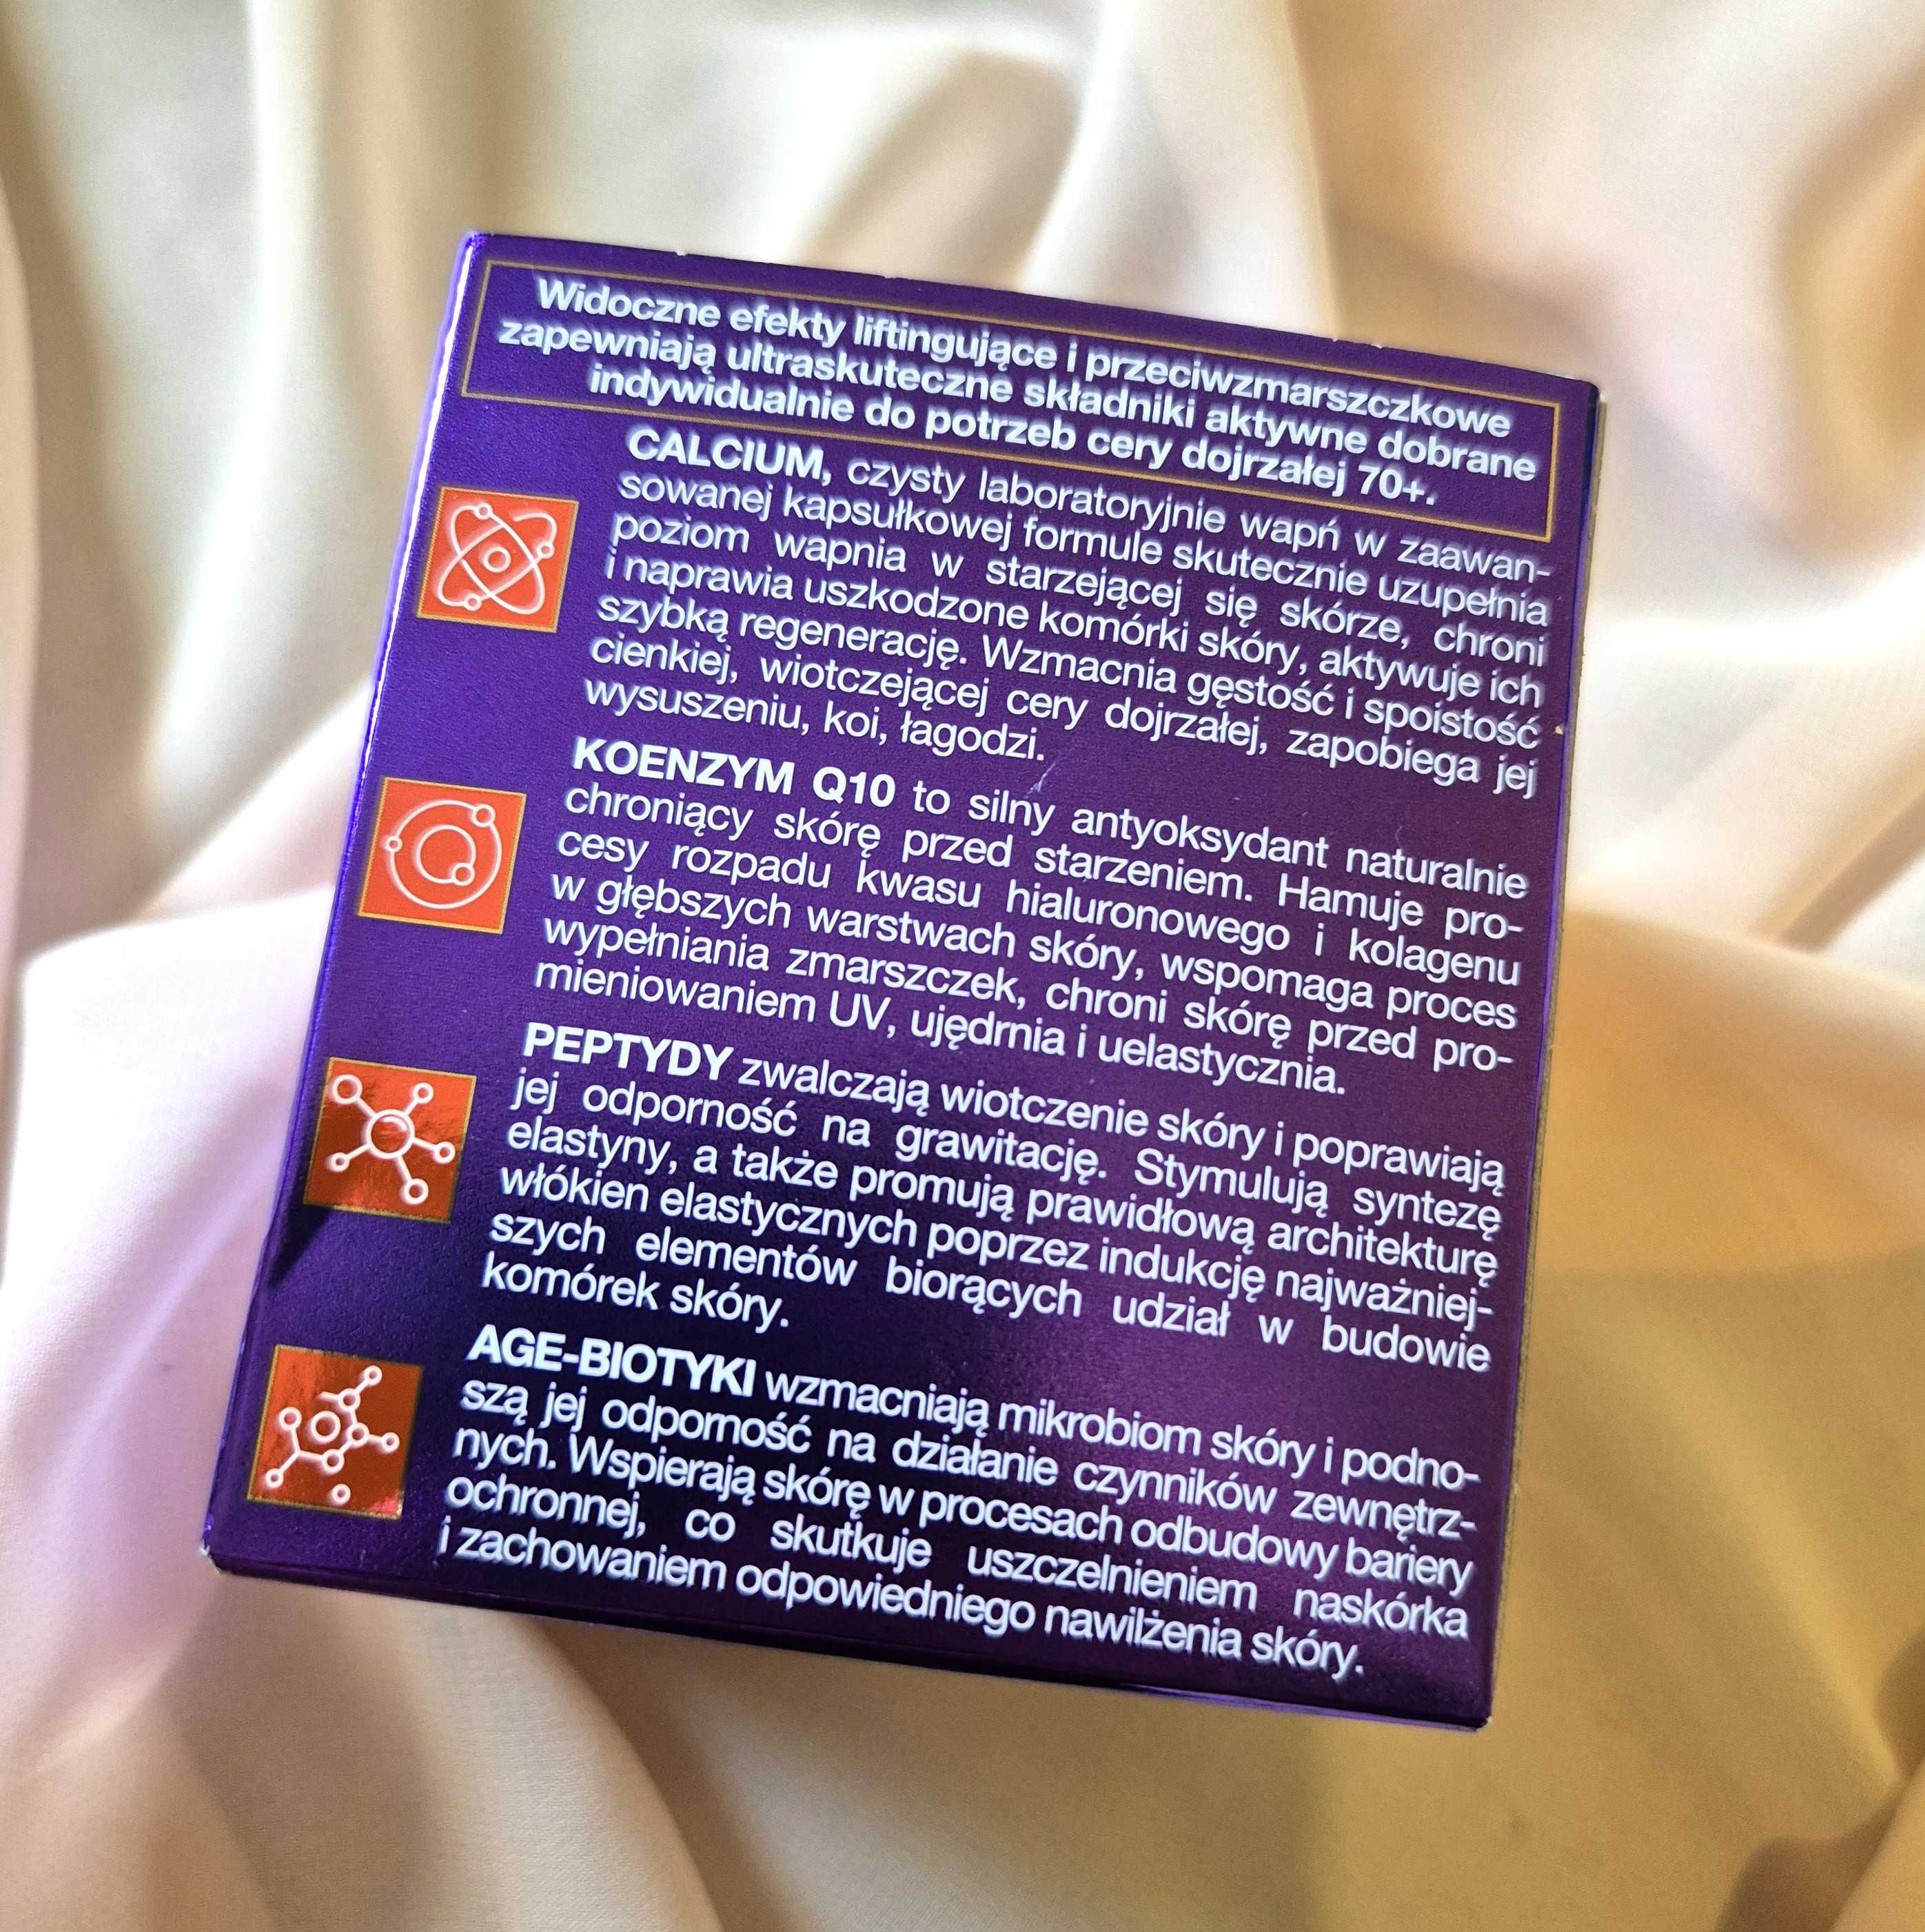 Widoczne efekty liftingujące i przeciwzmarszczkowe
zapewniają ultraskuteczne składniki aktywne dobrane
indywidualnie do potrzeb cery dojrzałej 70+.
CALCIUM, czysty laboratoryjnie wapń w zaawan-
sowanej kapsułkowej formule skutecznie uzupełnia
poziom wapnia w starzejącej się skórze, chroni
i naprawia uszkodzone komórki skóry, aktywuje ich
szybką regenerację. Wzmacnia gęstość i spoistość
cienkiej, wiotczejącej cery dojrzałej, zapobiega jej
wysuszeniu, koi, łagodzi.
KOENZYM Q10 to silny antyoksydant naturalnie
chroniący skórę przed starzeniem. Hamuje pro-
cesy rozpadu kwasu hialuronowego i kolagenu
w głębszych warstwach skóry, wspomaga proces
wypełniania zmarszczek, chroni skórę przed pro-
mieniowaniem UV, ujędrnia i uelastycznia.
PEPTYDY zwalczają wiotczenie skóry i poprawiają
jej odporność na grawitację. Stymulują syntezę
elastyny, a także promują prawidłową architekturę
włókien elastycznych poprzez indukcję najważniej-
szych elementów biorących udział w budowie
komórek skóry.
AGE-BIOTYKI wzmacniają mikrobiom skóry i podno-
szą jej odporność na działanie czynników zewnętrz-
nych. Wspierają skórę w procesach odbudowy bariery
ochronnej, co skutkuje uszczelnieniem naskórka
i zachowaniem odpowiedniego nawilżenia skóry.